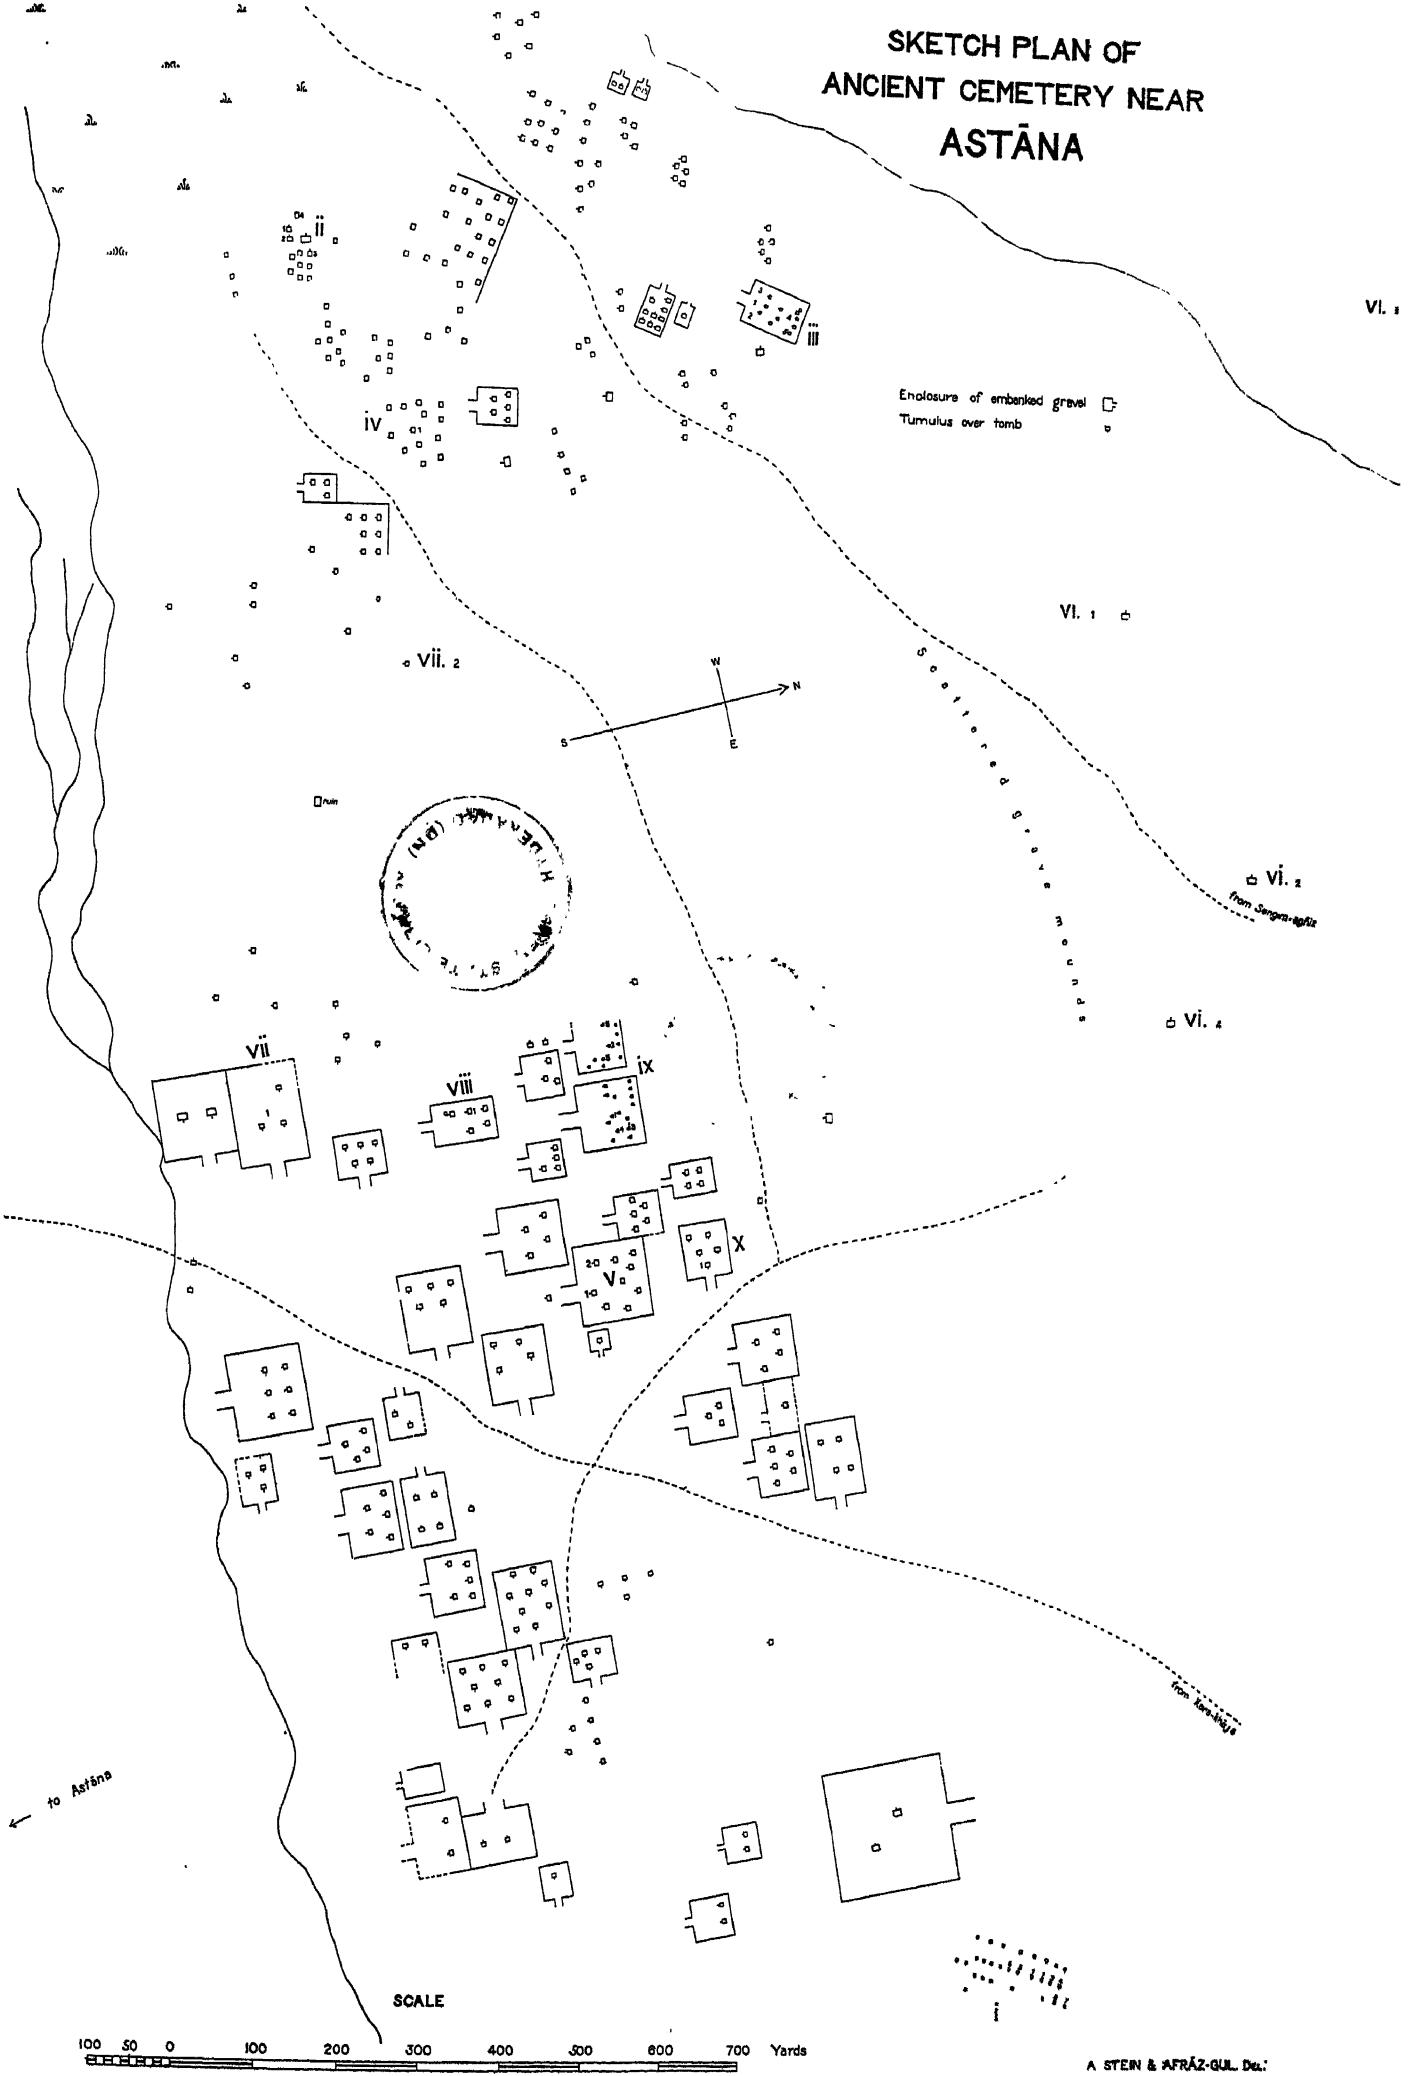 SKETCH PLAN OF
ANCIENT CEMETERY NEAR
ASTĀNA
ii
iii
VI. 3
Enclosure of embanked gravel
Tumulus over tomb
iv
VI. 1
Scattered grave mounds
vii. 2
W
N
S
E
ruin
Vi. 2
from Sengim-aghiz
Vi. 4
vii
viii
ix
X
V
from Kara-khōja
to Astāna
i
SCALE
100 50 0 100 200 300 400 500 600 700 Yards
A STEIN & AFRĀZ-GUL. Del.